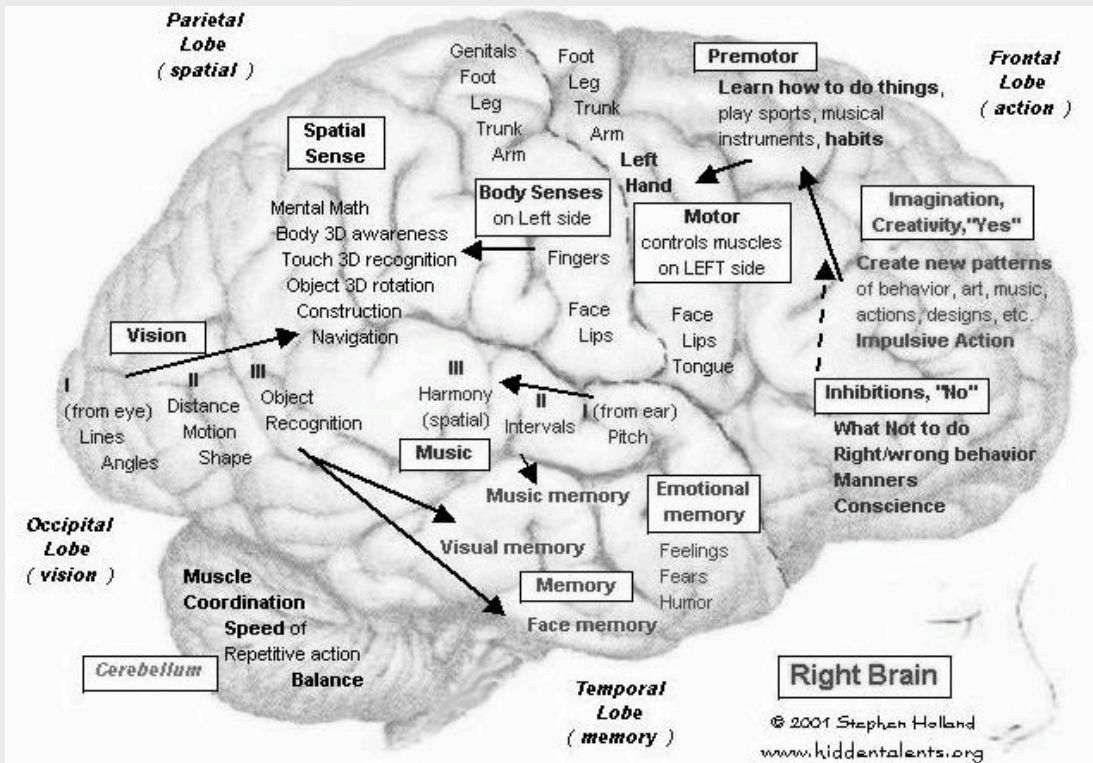 Parietal
Lobe
( spatial )
Frontal
Lobe
( action )
Genitals
Foot
Leg
Trunk
Arm
Foot
Leg
Trunk
Arm
Premotor
Learn how to do things,
play sports, musical
instruments, habits
Spatial
Sense
Mental Math
Body 3D awareness
Touch 3D recognition
Object 3D rotation
Construction
Navigation
Body Senses
on Left side
Fingers
Face
Lips
Left
Hand
Motor
controls muscles
on LEFT side
Face
Lips
Tongue
Imagination,
Creativity,"Yes"
Create new patterns
of behavior, art, music,
actions, designs, etc.
Impulsive Action
Inhibitions, "No"
What Not to do
Right/wrong behavior
Manners
Conscience
Vision
I
(from eye)
Lines
Angles
II
Distance
Motion
Shape
III
Object
Recognition
III
Harmony
(spatial)
II
Intervals
I (from ear)
Pitch
Music
Music memory
Visual memory
Memory
Face memory
Emotional
memory
Feelings
Fears
Humor
Occipital
Lobe
( vision )
Muscle
Coordination
Speed of
Repetitive action
Balance
Cerebellum
Temporal
Lobe
( memory )
Right Brain
© 2001 Stephen Holland
www.hiddentalents.org